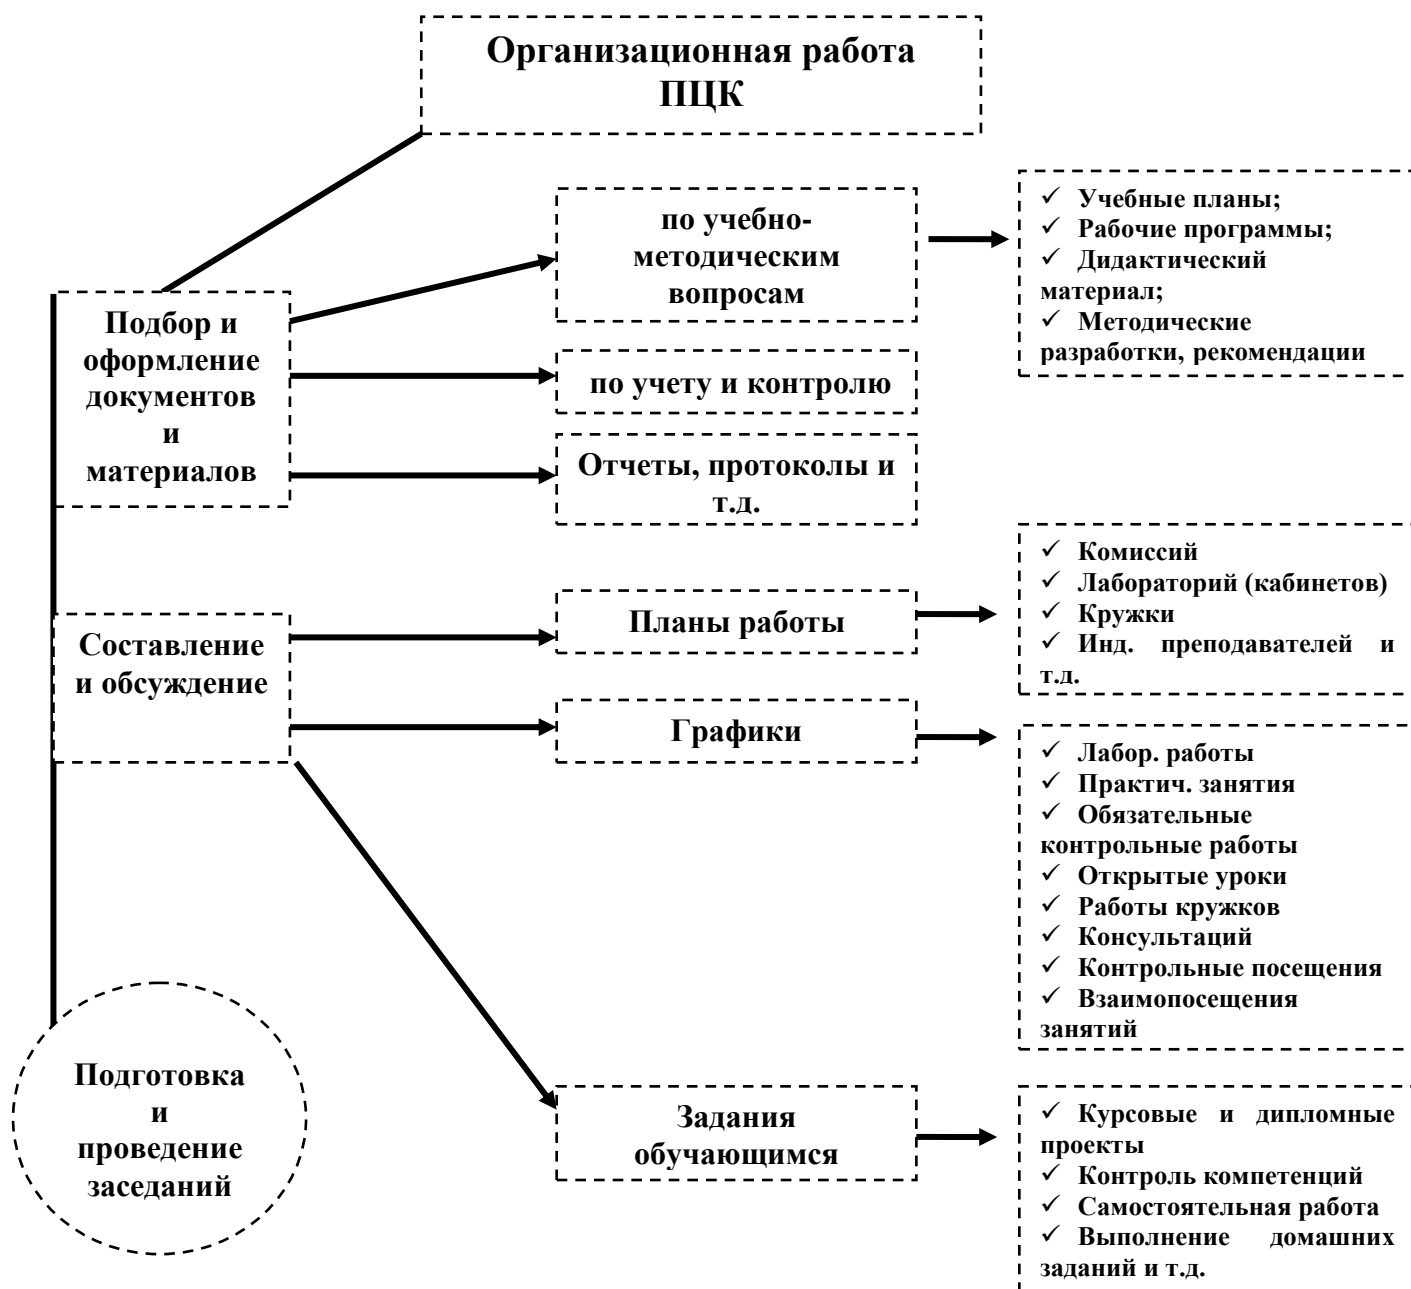 Организационная работа
ПЦК
Подбор и
оформление
документов
и
материалов
по учебно-
методическим
вопросам
✓ Учебные планы;
✓ Рабочие программы;
✓ Дидактический
материал;
✓ Методические
разработки, рекомендации
по учету и контролю
Отчеты, протоколы и
т.д.
Составление
и обсуждение
Планы работы
✓ Комиссий
✓ Лабораторий (кабинетов)
✓ Кружки
✓ Инд. преподавателей и
т.д.
Графики
✓ Лабор. работы
✓ Практич. занятия
✓ Обязательные
контрольные работы
✓ Открытые уроки
✓ Работы кружков
✓ Консультаций
✓ Контрольные посещения
✓ Взаимопосещения
занятий
Подготовка
и
проведение
заседаний
Задания
обучающимся
✓ Курсовые и дипломные
проекты
✓ Контроль компетенций
✓ Самостоятельная работа
✓ Выполнение домашних
заданий и т.д.